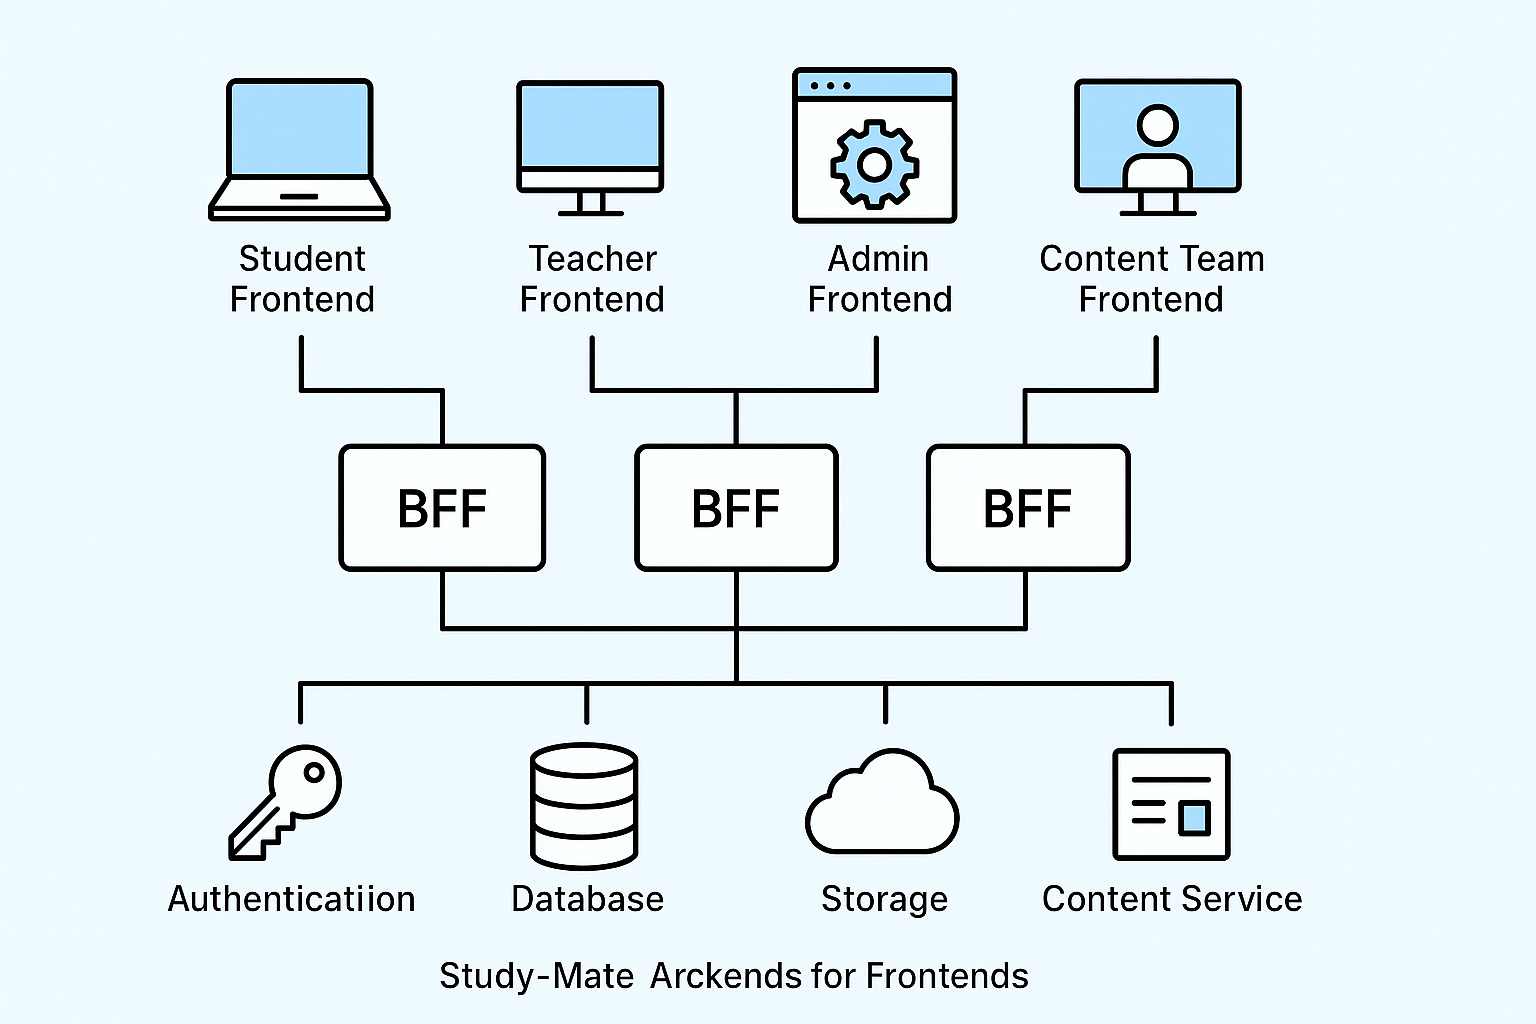 Student
Frontend
Teacher
Frontend
Admin
Frontend
Content Team
Frontend
BFF
BFF
BFF
Authenticatiion
Database
Storage
Content Service
Study-Mate Arckends for Frontends